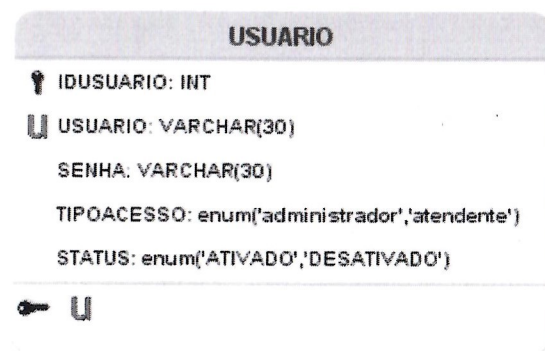 USUARIO
IDUSUARIO: INT
U USUARIO: VARCHAR(30)
SENHA: VARCHAR(30)
TIPOACESSO: enum('administrador','atendente')
STATUS: enum('ATIVADO','DESATIVADO')
U